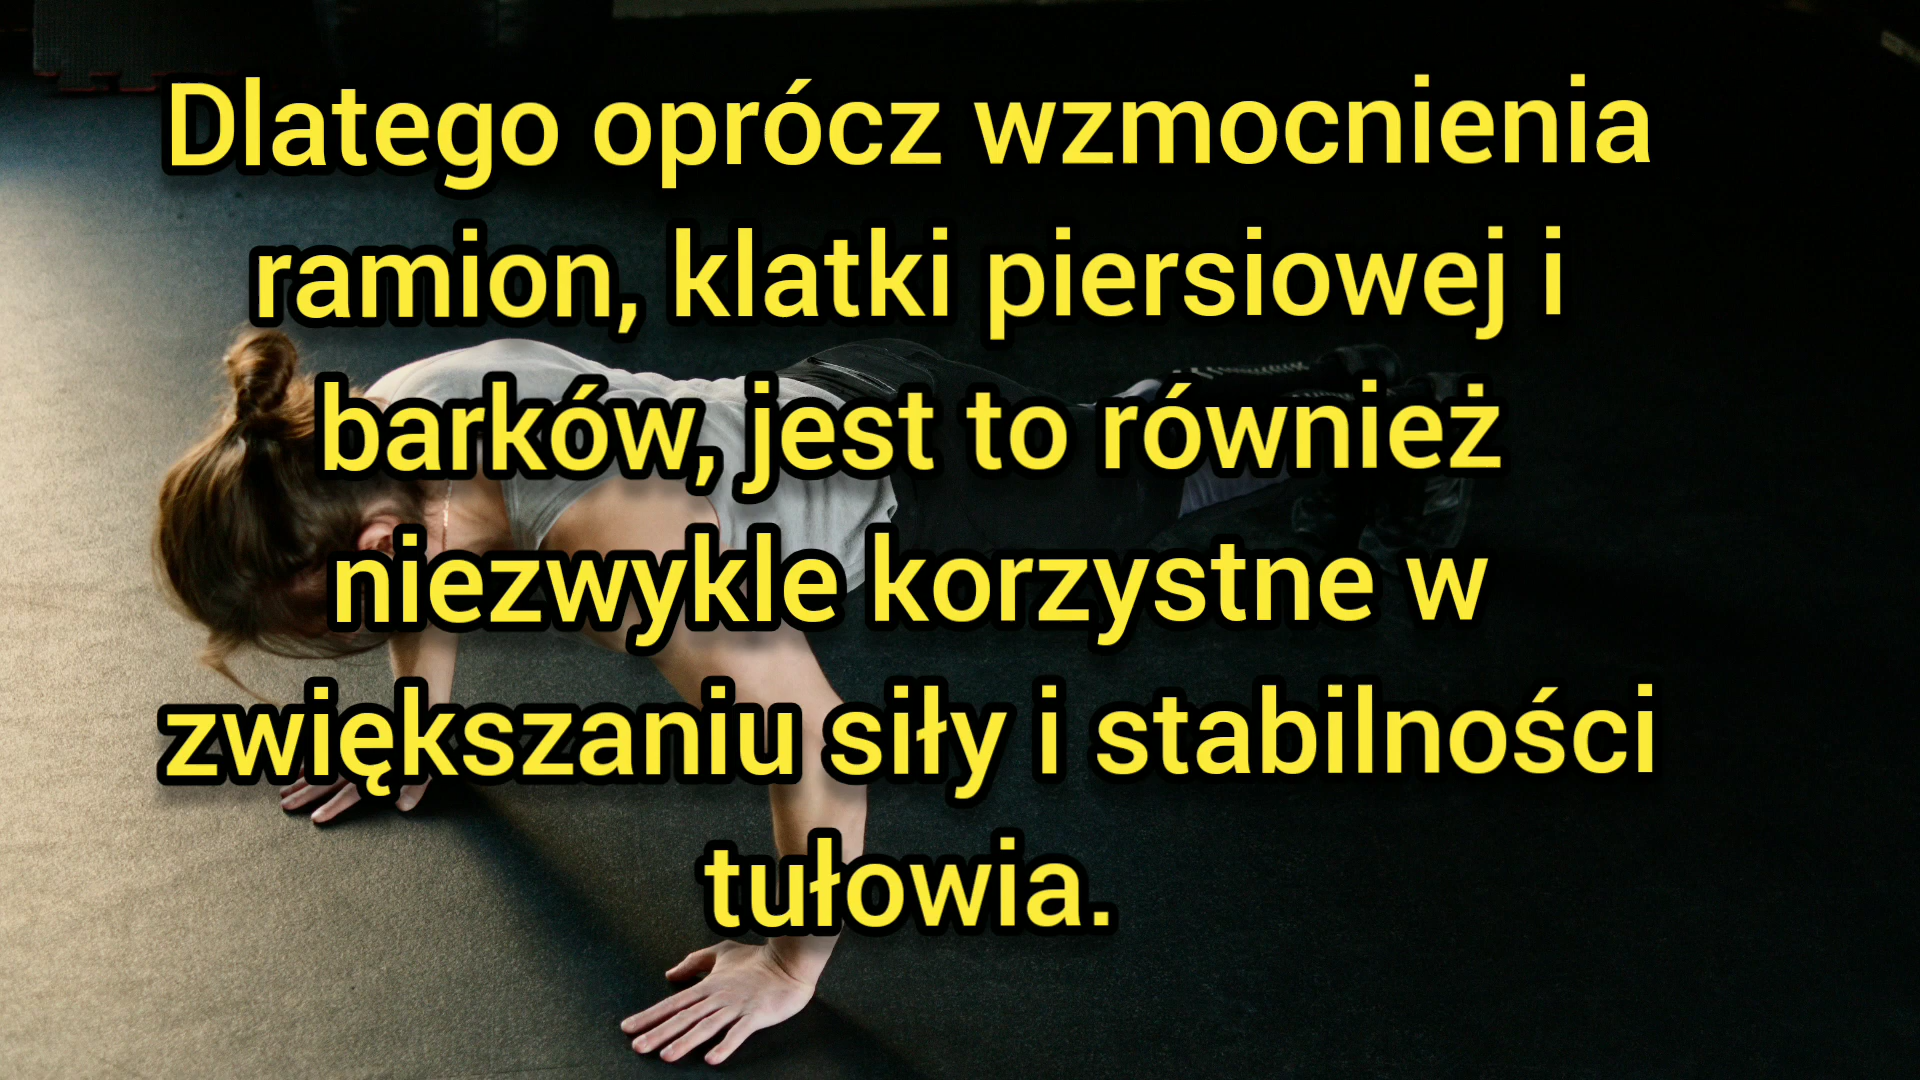 Dlatego oprócz wzmocnienia
ramion, klatki piersiowej i
barków, jest to również
niezwykle korzystne w
zwiększaniu siły i stabilności
tułowia.